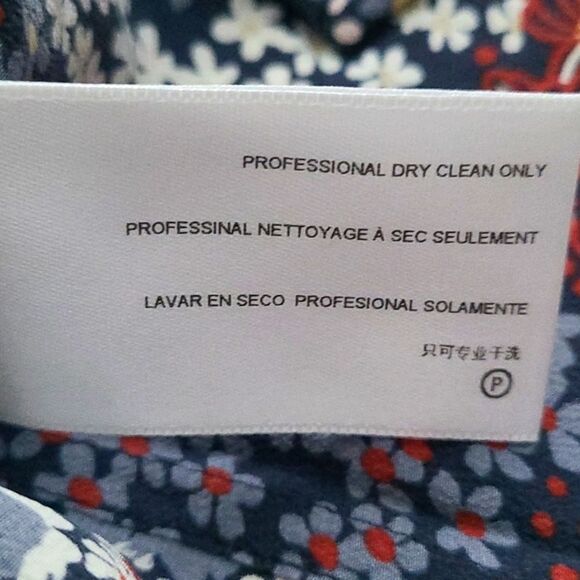 PROFESSIONAL DRY CLEAN ONLY
PROFESSINAL NETTOYAGE À SEC SEULEMENT
LAVAR EN SECO PROFESIONAL SOLAMENTE
只可专业干洗
P